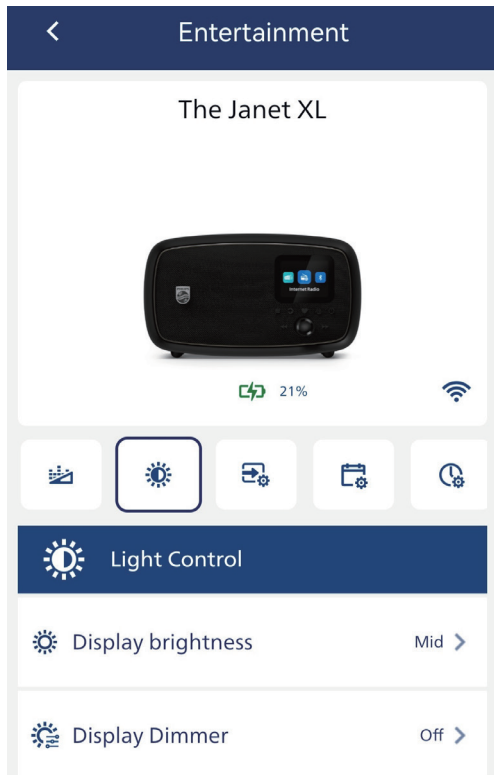 Entertainment
The Janet XL
Internet Radio
21%
Light Control
Display brightness Mid
Display Dimmer Off